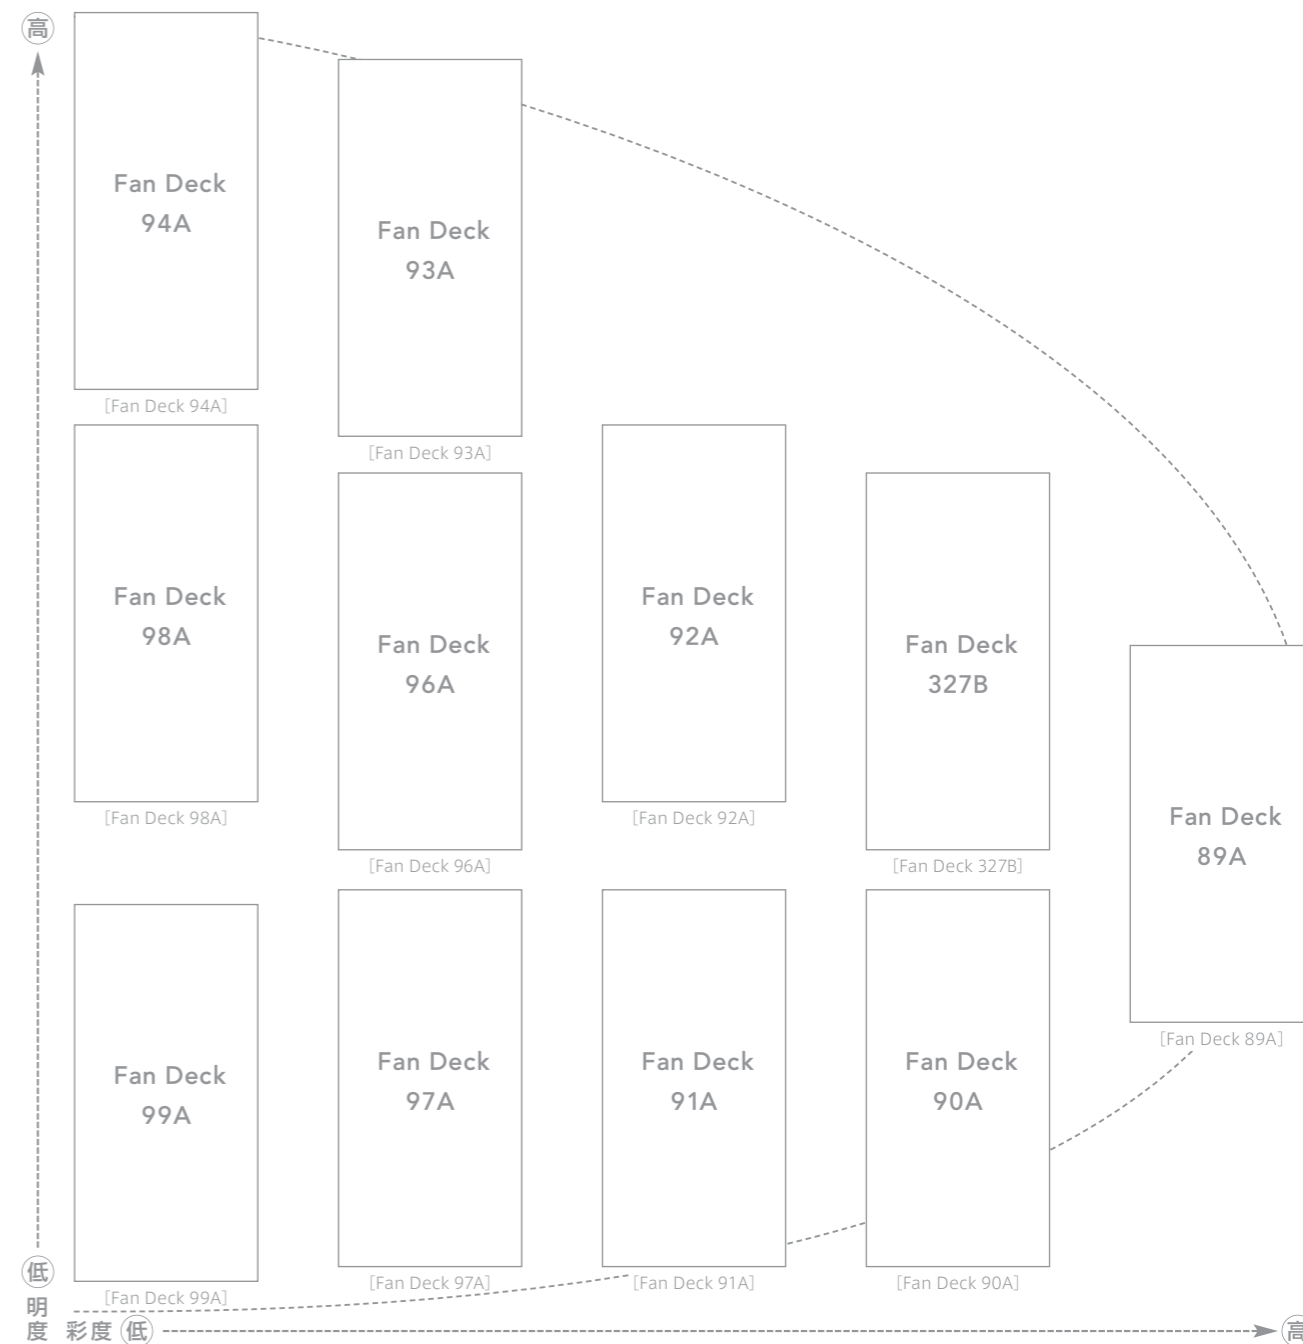 高
Fan Deck
94A
[Fan Deck 94A]
Fan Deck
93A
[Fan Deck 93A]
Fan Deck
98A
[Fan Deck 98A]
Fan Deck
96A
[Fan Deck 96A]
Fan Deck
92A
[Fan Deck 92A]
Fan Deck
327B
[Fan Deck 327B]
Fan Deck
89A
[Fan Deck 89A]
Fan Deck
99A
[Fan Deck 99A]
Fan Deck
97A
[Fan Deck 97A]
Fan Deck
91A
[Fan Deck 91A]
Fan Deck
90A
[Fan Deck 90A]
低
明
度
彩度 低
高